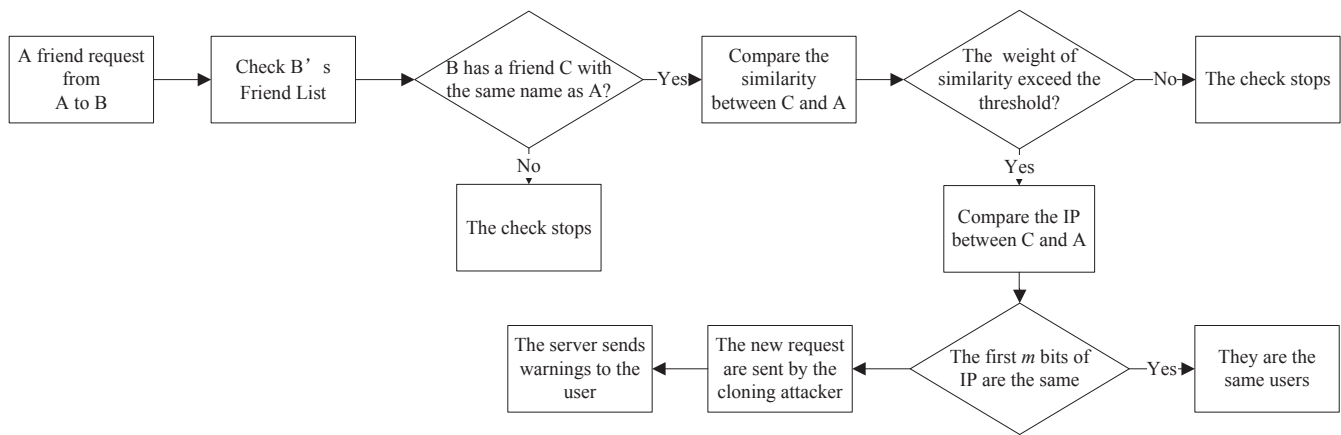 A friend request
from
A to B
Check B's
Friend List
B has a friend C with
the same name as A?
Yes
Compare the
similarity
between C and A
The weight of
similarity exceed the
threshold?
No
The check stops
No
The check stops
Yes
Compare the IP
between C and A
The first m bits of
IP are the same
Yes
They are the
same users
The new request
are sent by the
cloning attacker
The server sends
warnings to the
user